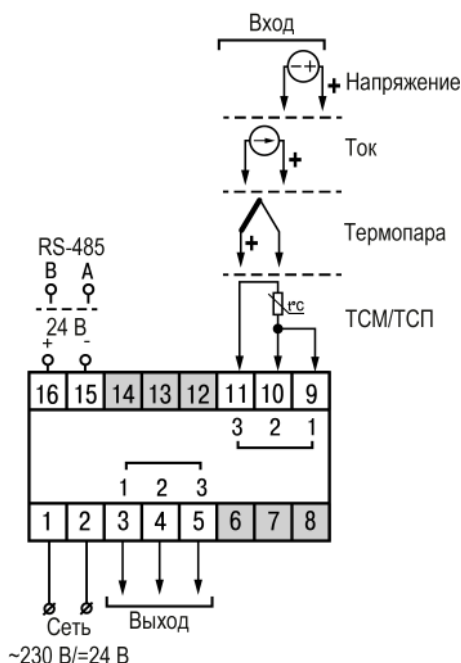 Вход
-+
+ Напряжение
+ Ток
+ Термопара
t°C ТСМ/ТСП
RS-485
B A
24 В
+ -
16 15 14 13 12 11 10 9
3 2 1
1 2 3
1 2 3 4 5 6 7 8
Сеть
~230 В/=24 В
Выход